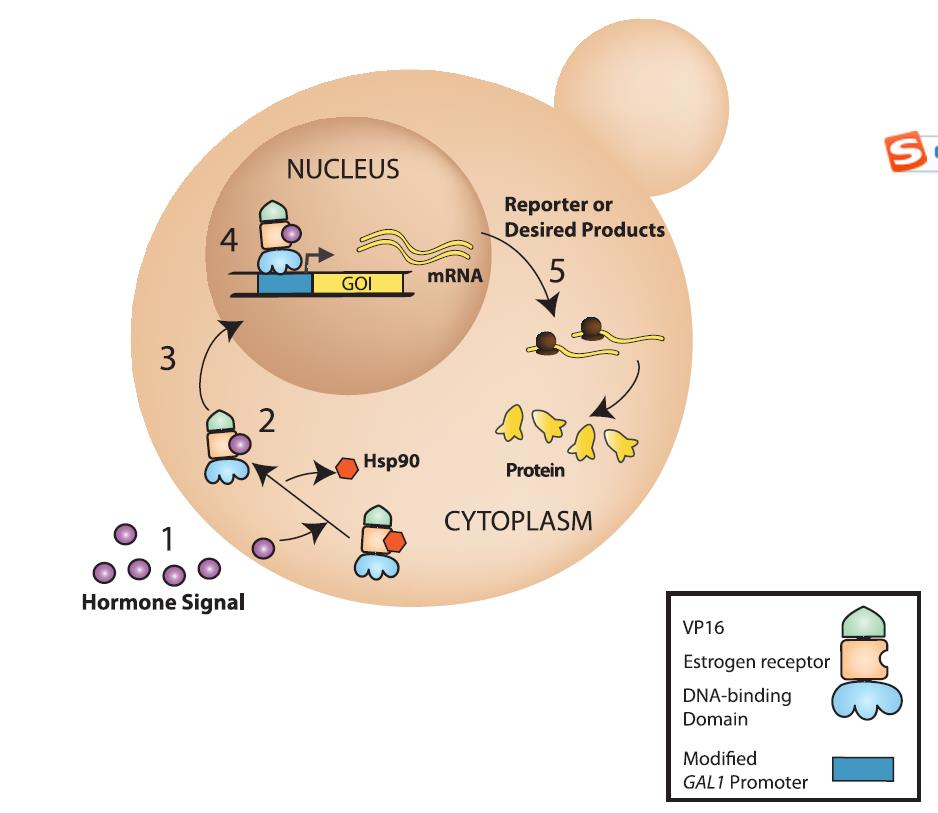 NUCLEUS
4
GOI
mRNA
Reporter or
Desired Products
5
3
2
Hsp90
Protein
CYTOPLASM
1
Hormone Signal
VP16
Estrogen receptor
DNA-binding
Domain
Modified
GAL1 Promoter
S